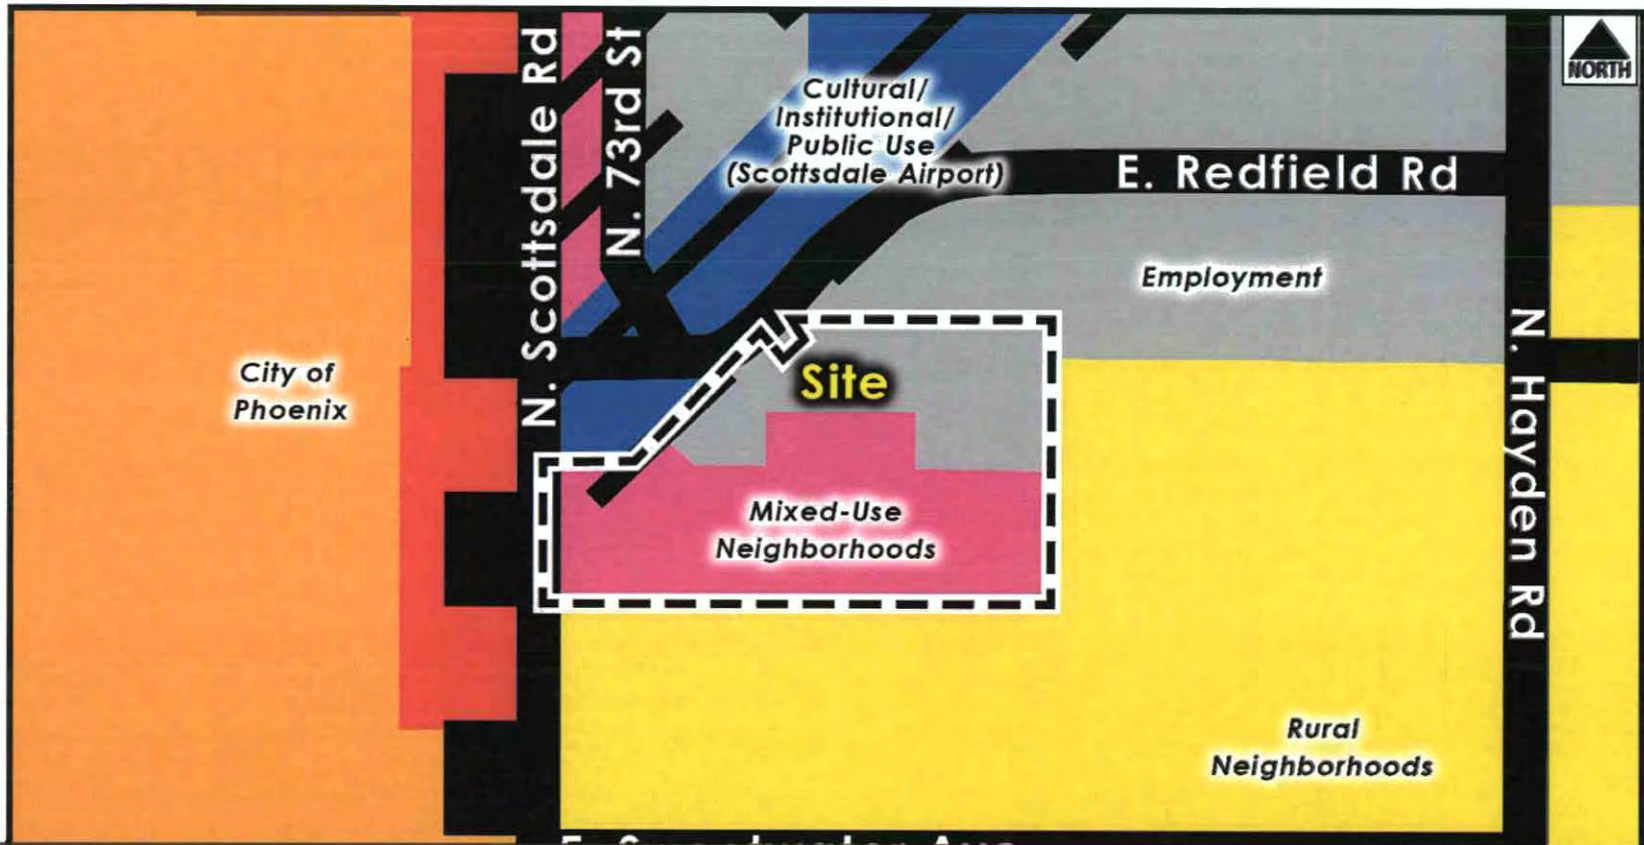 NORTH
N. Scottsdale Rd
N. 73rd St
Cultural/
Institutional/
Public Use
(Scottsdale Airport)
E. Redfield Rd
Employment
City of
Phoenix
Site
N. Hayden Rd
Mixed-Use
Neighborhoods
Rural
Neighborhoods